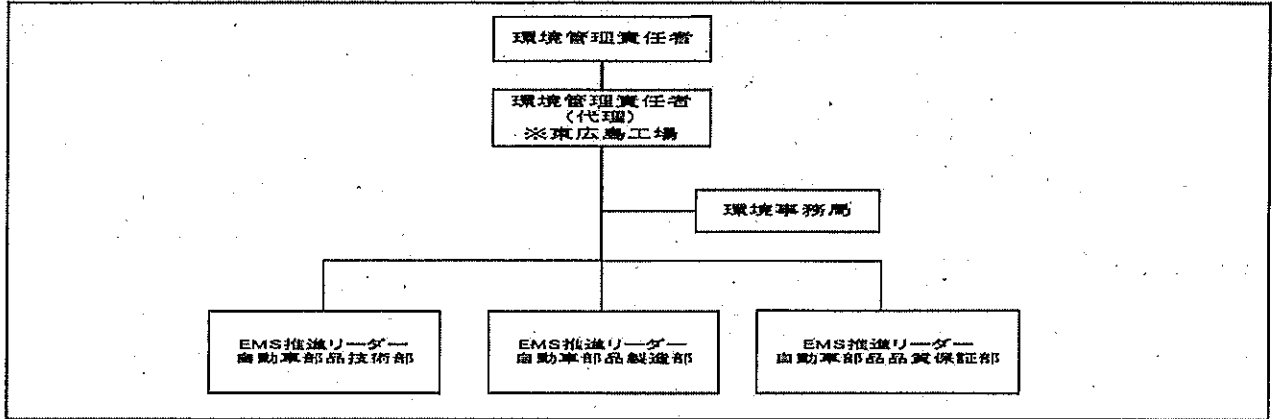 環境管理責任者
環境管理責任者
(代理)
※東広島工場
環境事務局
EMS推進リーダー
自動車部品技術部
EMS推進リーダー
自動車部品製造部
EMS推進リーダー
自動車部品品質保証部